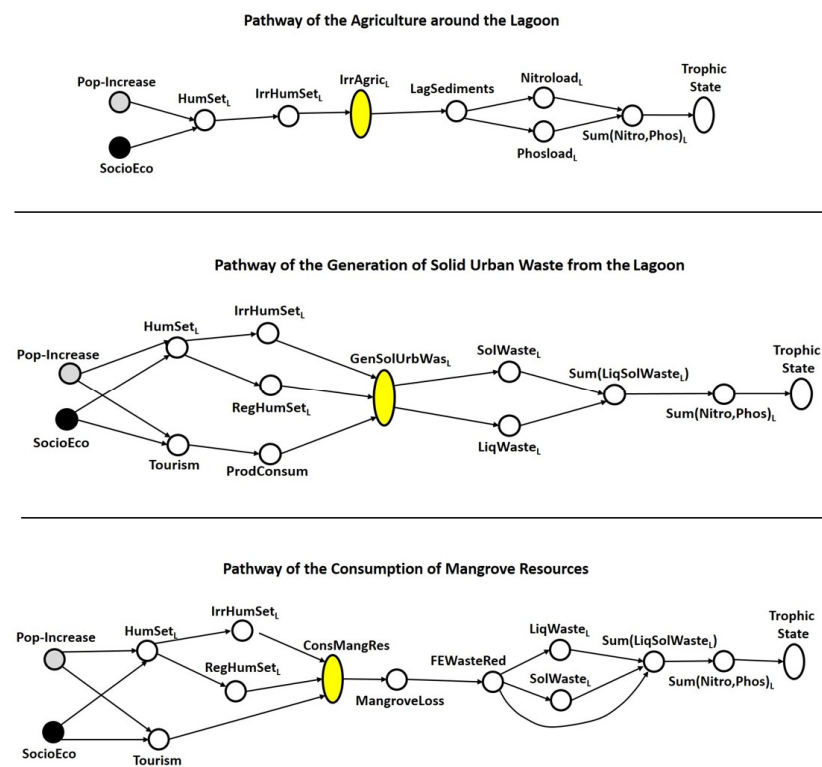 Pathway of the Agriculture around the Lagoon
Pop-Increase
SocioEco
HumSetL
IrrHumSetL
IrrAgricL
LagSediments
NitroloadL
PhosloadL
Sum(Nitro,Phos)L
Trophic
State
Pathway of the Generation of Solid Urban Waste from the Lagoon
Pop-Increase
SocioEco
HumSetL
Tourism
IrrHumSetL
RegHumSetL
ProdConsum
GenSolUrbWasL
SolWasteL
LiqWasteL
Sum(LiqSolWasteL)
Sum(Nitro,Phos)L
Trophic
State
Pathway of the Consumption of Mangrove Resources
Pop-Increase
SocioEco
HumSetL
Tourism
IrrHumSetL
RegHumSetL
ConsMangRes
MangroveLoss
FEWasteRed
LiqWasteL
SolWasteL
Sum(LiqSolWasteL)
Sum(Nitro,Phos)L
Trophic
State